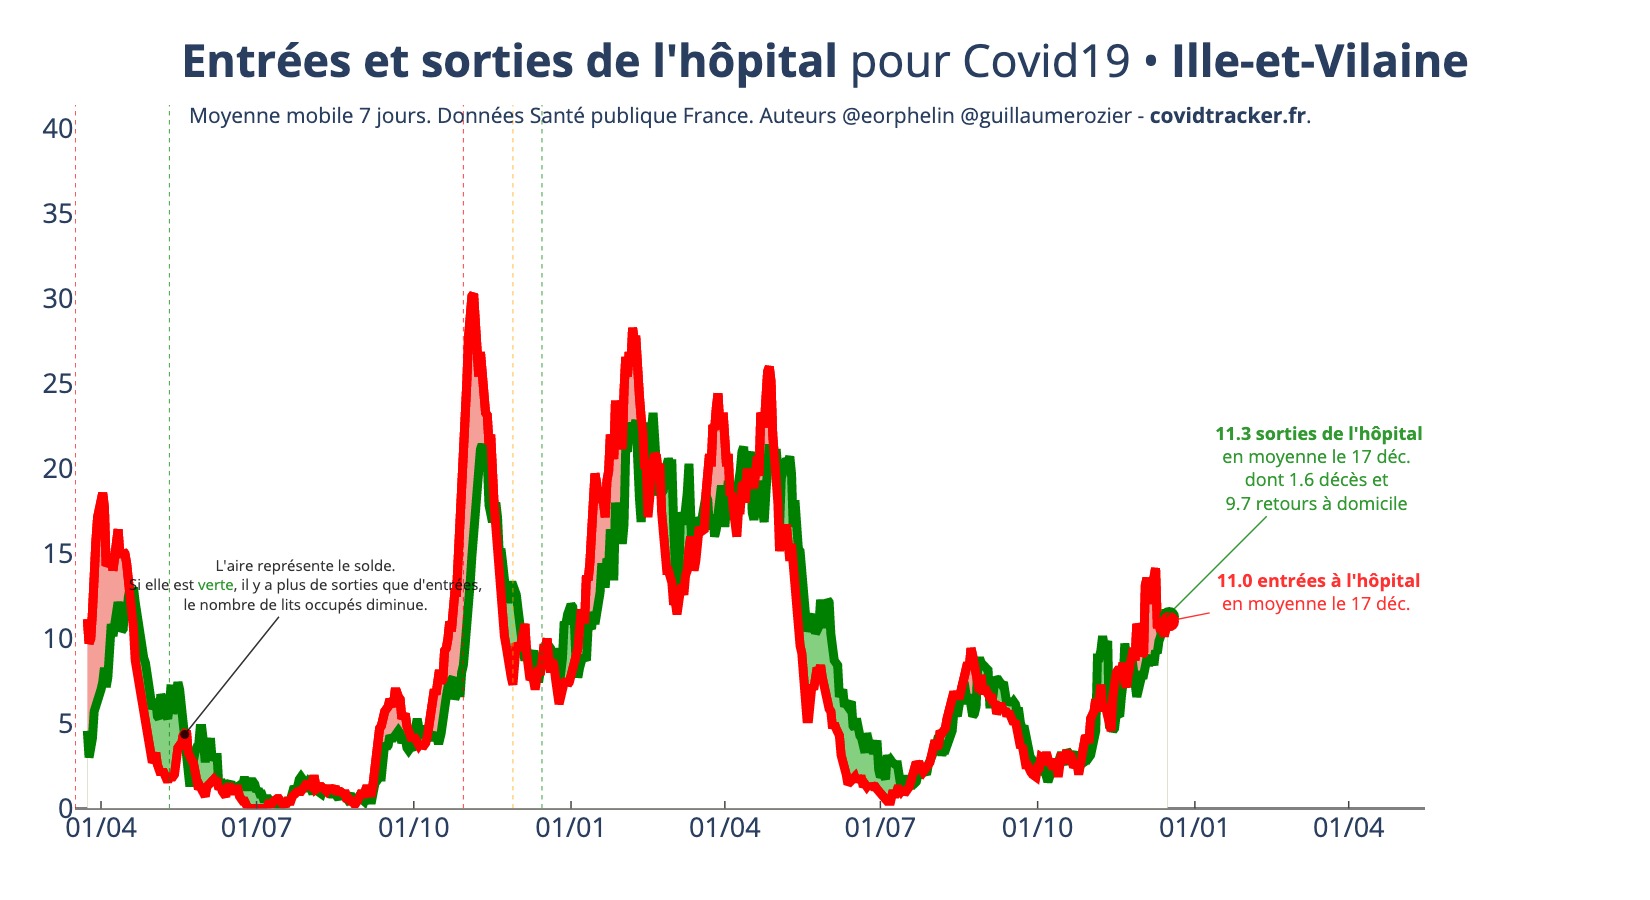 Entrées et sorties de l'hôpital pour Covid19 • Ille-et-Vilaine
Moyenne mobile 7 jours. Données Santé publique France. Auteurs @eorphelin @guillaumerozier - covidtracker.fr.
40
35
30
25
20
15
10
5
0
L'aire représente le solde.
Si elle est verte, il y a plus de sorties que d'entrées,
le nombre de lits occupés diminue.
11.3 sorties de l'hôpital
en moyenne le 17 déc.
dont 1.6 décès et
9.7 retours à domicile
11.0 entrées à l'hôpital
en moyenne le 17 déc.
01/04 01/07 01/10 01/01 01/04 01/07 01/10 01/01 01/04